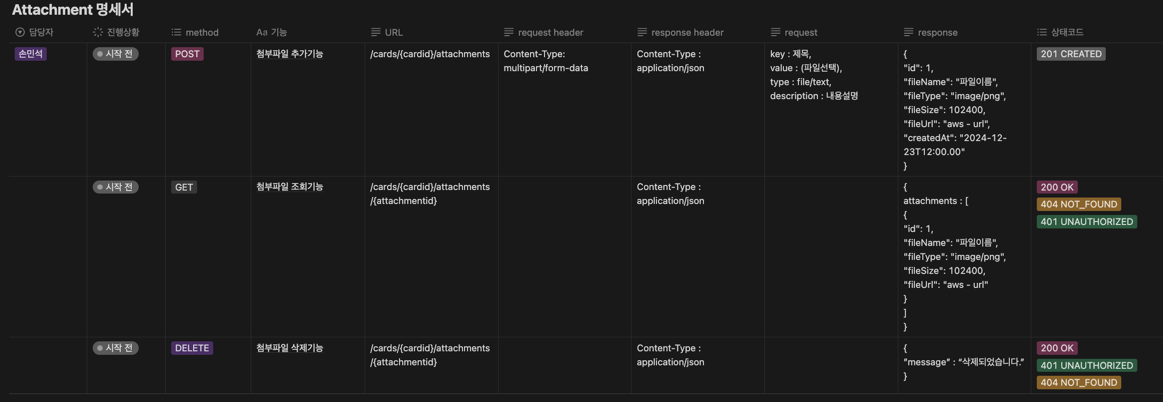 Attachment 명세서
담당자
진행상황
method
Aa 기능
URL
request header
response header
request
response
상태코드
손민석
시작 전
POST
첨부파일 추가기능
/cards/{cardid}/attachments
Content-Type:
multipart/form-data
Content-Type :
application/json
key : 제목,
value : (파일선택),
type : file/text,
description : 내용설명
{
"id": 1,
"fileName": "파일이름",
"fileType": "image/png",
"fileSize": 102400,
"fileUrl": "aws - url",
"createdAt": "2024-12-
23T12:00.00"
}
201 CREATED
시작 전
GET
첨부파일 조회기능
/cards/{cardid}/attachments
/{attachmentid}
Content-Type :
application/json
{
attachments : [
{
"id": 1,
"fileName": "파일이름",
"fileType": "image/png",
"fileSize": 102400,
"fileUrl": "aws - url"
}
]
}
200 OK
404 NOT_FOUND
401 UNAUTHORIZED
시작 전
DELETE
첨부파일 삭제기능
/cards/{cardid}/attachments
/{attachmentid}
Content-Type :
application/json
{
"message” : “삭제되었습니다.”
}
200 OK
401 UNAUTHORIZED
404 NOT_FOUND